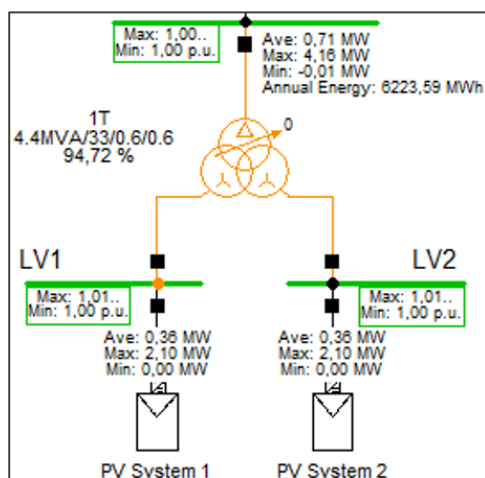 Max: 1,00..
Min: 1,00 p.u.
Ave: 0,71 MW
Max: 4,16 MW
Min: -0,01 MW
Annual Energy: 6223,59 MWh
1T
4.4MVA/33/0.6/0.6
94,72 %
0
LV1
LV2
Max: 1,01..
Min: 1,00 p.u.
Max: 1,01..
Min: 1,00 p.u.
Ave: 0,36 MW
Max: 2,10 MW
Min: 0,00 MW
Ave: 0,36 MW
Max: 2,10 MW
Min: 0,00 MW
PV System 1
PV System 2